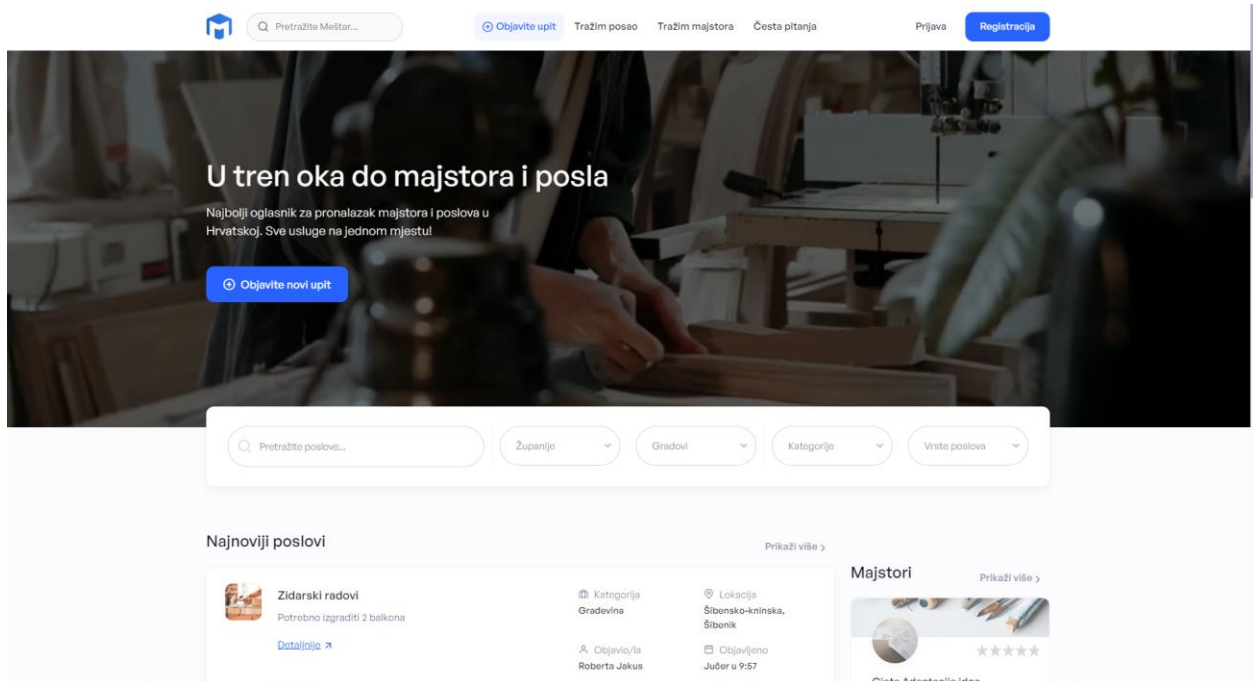 Pretražite Meštar...
Objavite upit
Tražim posao
Tražim majstora
Česta pitanja
Prijava
Registracija
U tren oka do majstora i posla
Najbolji oglasnik za pronalazak majstora i poslova u
Hrvatskoj. Sve usluge na jednom mjestu!
Objavite novi upit
Pretražite poslove...
Županije
Gradovi
Kategorije
Vrste poslova
Najnoviji poslovi
Prikaži više
Zidarski radovi
Potrebno izgraditi 2 balkona
Detaljnije
Kategorija
Građevina
Lokacija
Šibensko-kninska,
Šibenik
Objavio/la
Roberta Jakus
Objavljeno
Jučer u 9:57
Majstori
Prikaži više